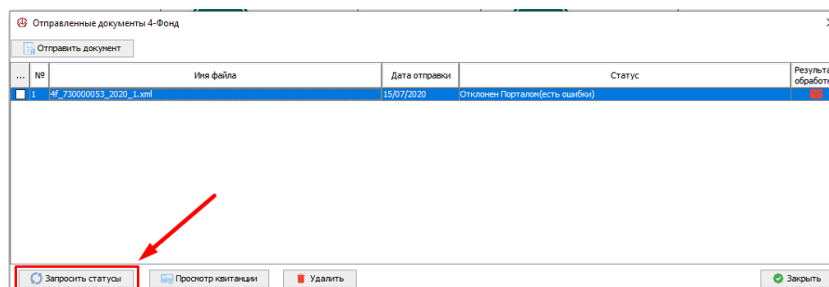 Отправленные документы 4-Фонд
Отправить документ
... № Имя файла Дата отправки Статус Результа
обработк
1 4f_730000053_2020_1.xml 15/07/2020 Отклонен Порталом(есть ошибки)
Запросить статусы Просмотр квитанции Удалить Закрыть